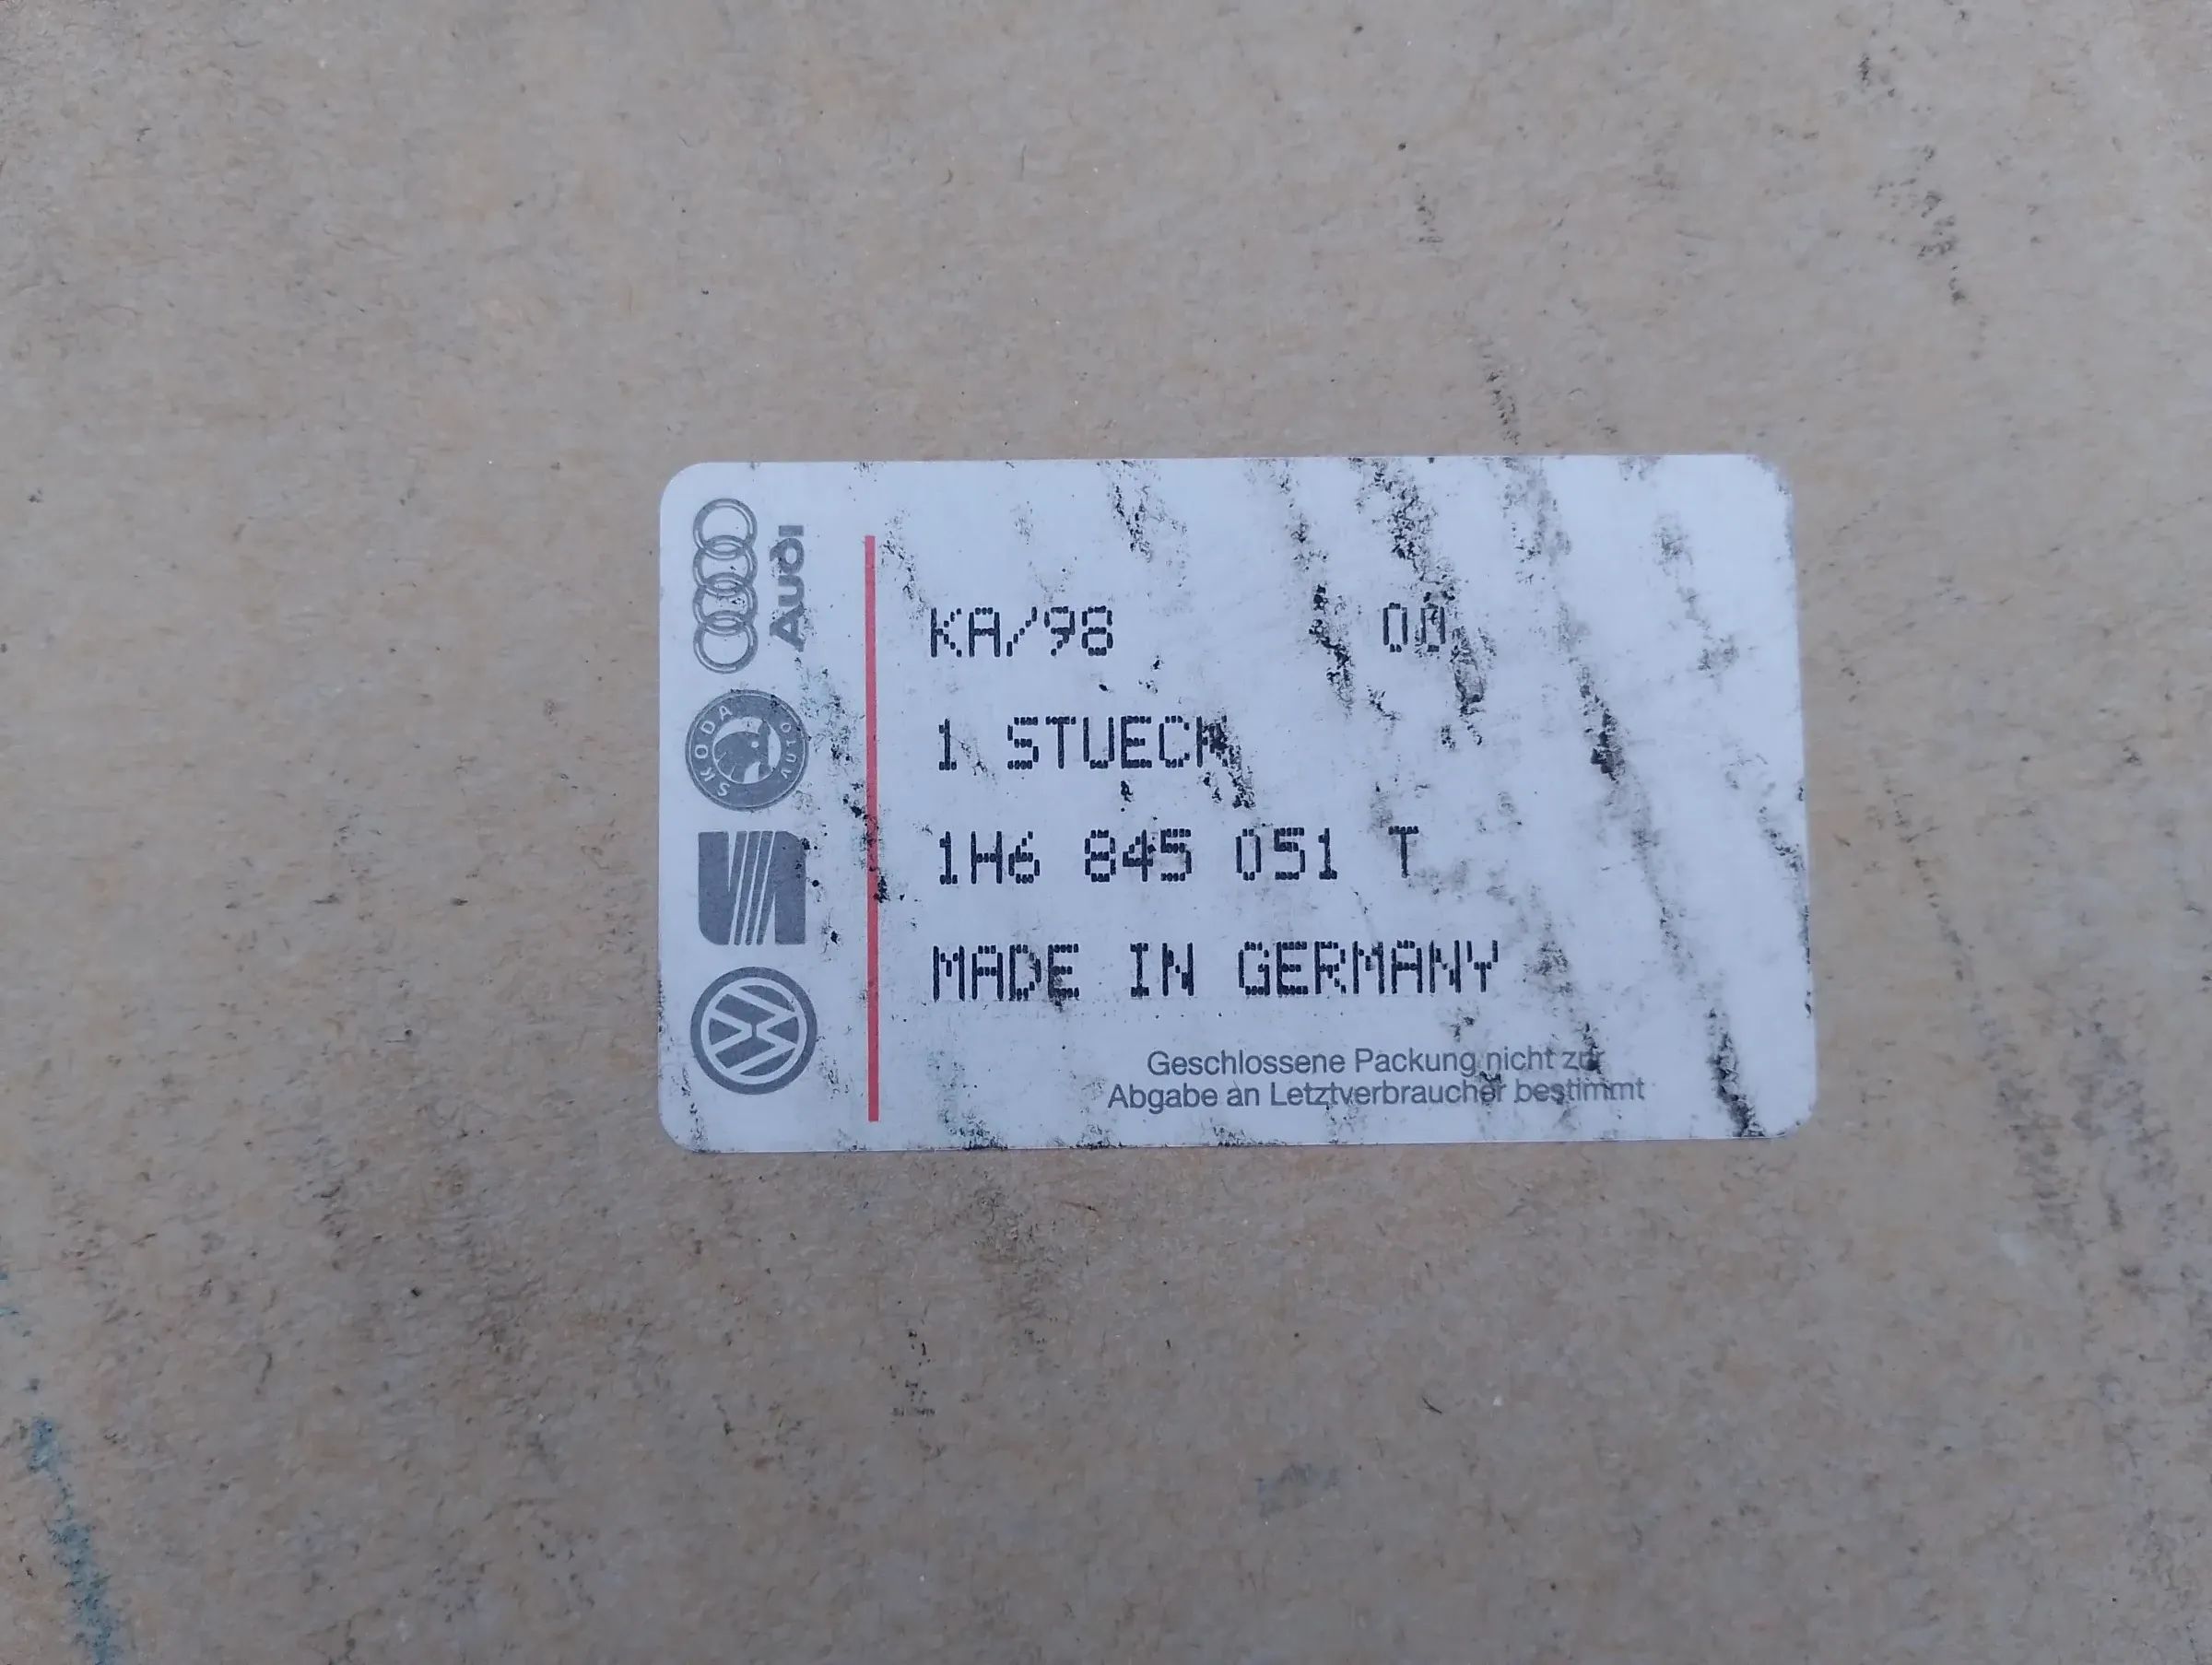 Audi
SKODA AUTO
KA/98 00
1 STUECK
1H6 845 051 T
MADE IN GERMANY
Geschlossene Packung nicht zur
Abgabe an Letztverbraucher bestimmt